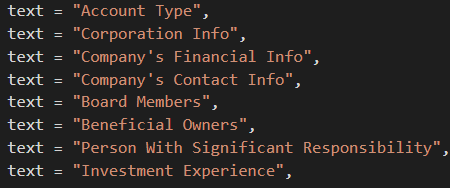 text = "Account Type",
text = "Corporation Info",
text = "Company's Financial Info",
text = "Company's Contact Info",
text = "Board Members",
text = "Beneficial Owners",
text = "Person With Significant Responsibility",
text = "Investment Experience",